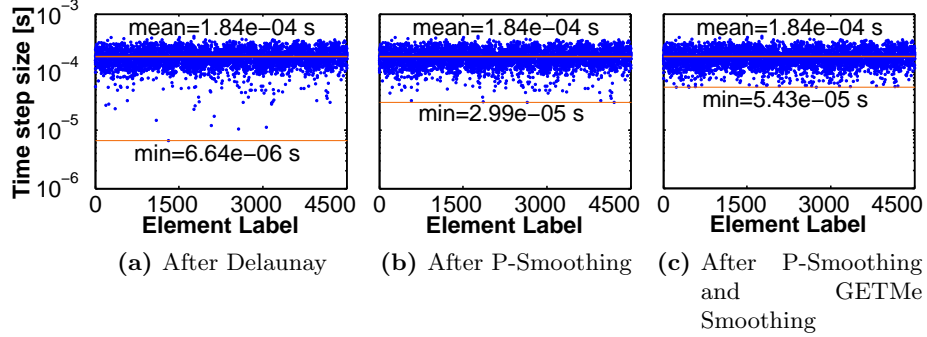 Time step size [s]
10−3
10−4
10−5
10−6
mean=1.84e−04 s
min=6.64e−06 s
0 1500 3000 4500
Element Label
(a) After Delaunay
mean=1.84e−04 s
min=2.99e−05 s
0 1500 3000 4500
Element Label
(b) After P-Smoothing
mean=1.84e−04 s
min=5.43e−05 s
0 1500 3000 4500
Element Label
(c) After P-Smoothing
and GETMe
Smoothing